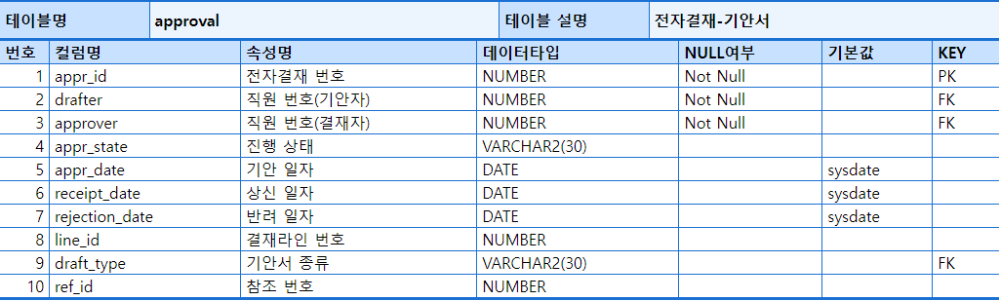 테이블명 approval 테이블 설명 전자결재-기안서
번호 컬럼명 속성명 데이터타입 NULL여부 기본값 KEY
1 appr_id 전자결재 번호 NUMBER Not Null PK
2 drafter 직원 번호(기안자) NUMBER Not Null FK
3 approver 직원 번호(결재자) NUMBER Not Null FK
4 appr_state 진행 상태 VARCHAR2(30)
5 appr_date 기안 일자 DATE sysdate
6 receipt_date 상신 일자 DATE sysdate
7 rejection_date 반려 일자 DATE sysdate
8 line_id 결재라인 번호 NUMBER
9 draft_type 기안서 종류 VARCHAR2(30) FK
10 ref_id 참조 번호 NUMBER